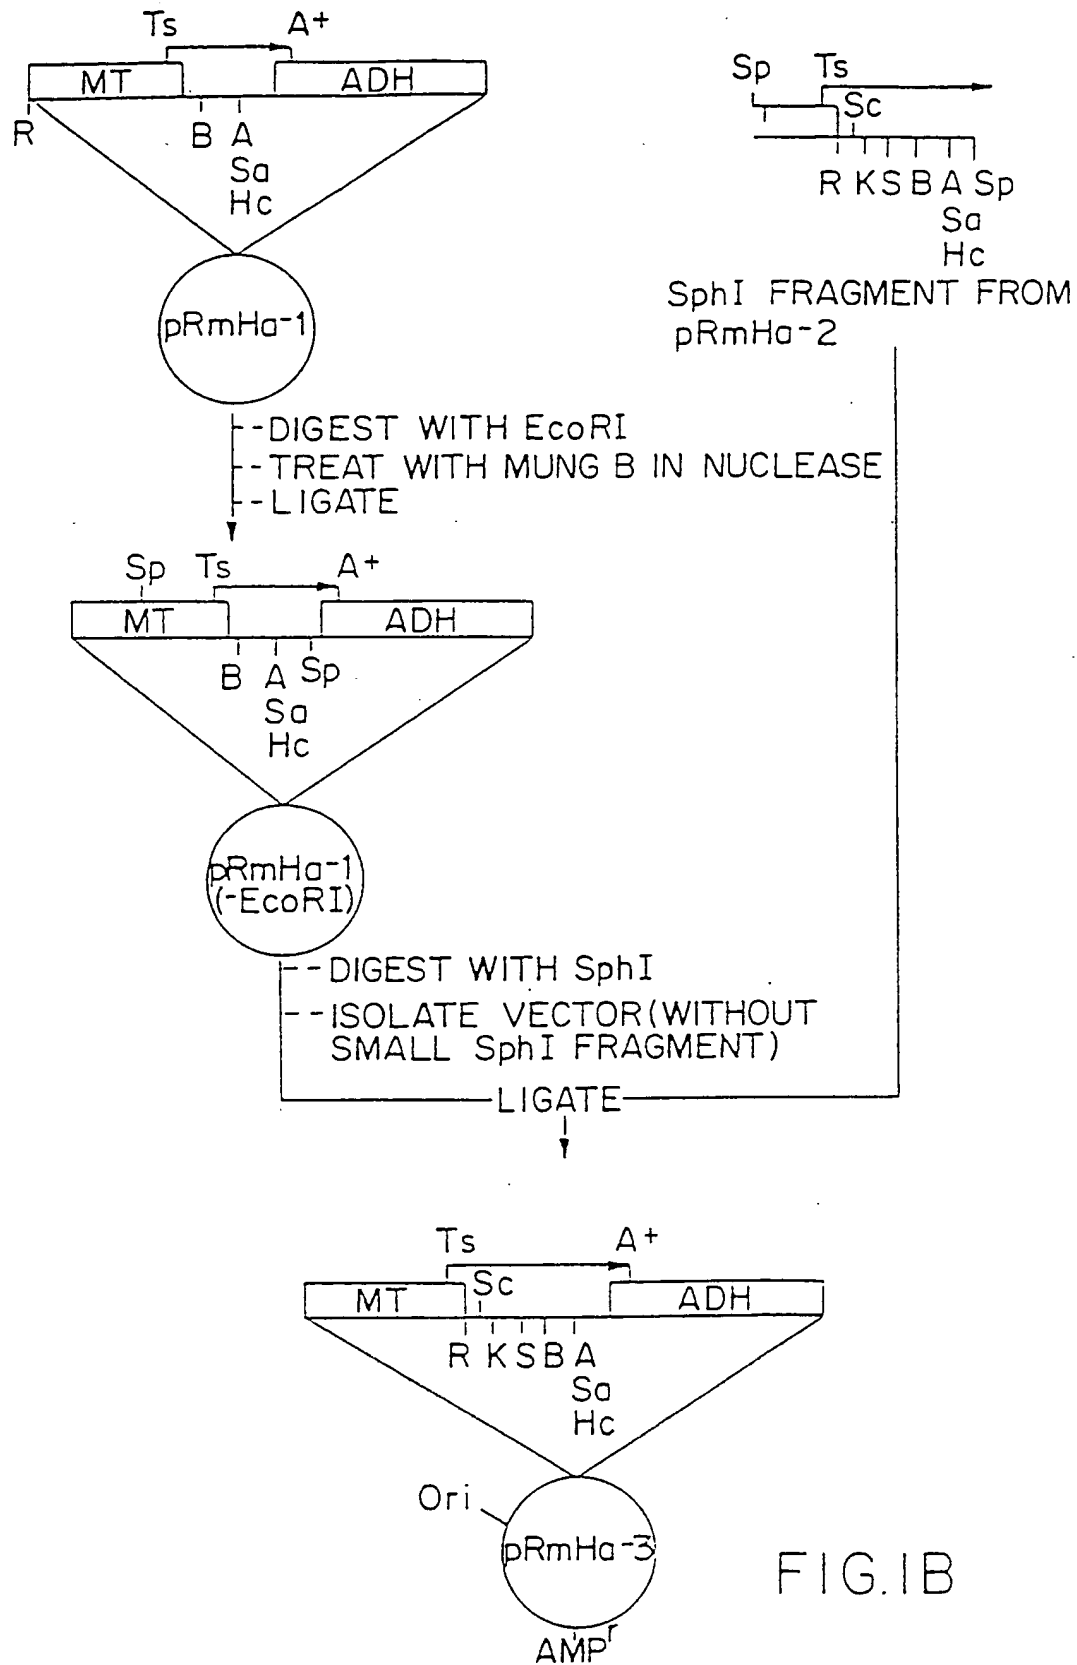 Ts A+
MT ADH
R B A
Sa
Hc
pRmHa-1
Sp Ts
Sc
R K S B A Sp
Sa
Hc
SphI FRAGMENT FROM
pRmHa-2
--DIGEST WITH EcoRI
--TREAT WITH MUNG B IN NUCLEASE
--LIGATE
Sp Ts A+
MT ADH
B A Sp
Sa
Hc
pRmHa-1
(-EcoRI)
--DIGEST WITH SphI
--ISOLATE VECTOR(WITHOUT
SMALL SphI FRAGMENT)
LIGATE
Ts A+
Sc
MT ADH
R K S B A
Sa
Hc
Ori
pRmHa-3
AMPr
FIG.1B